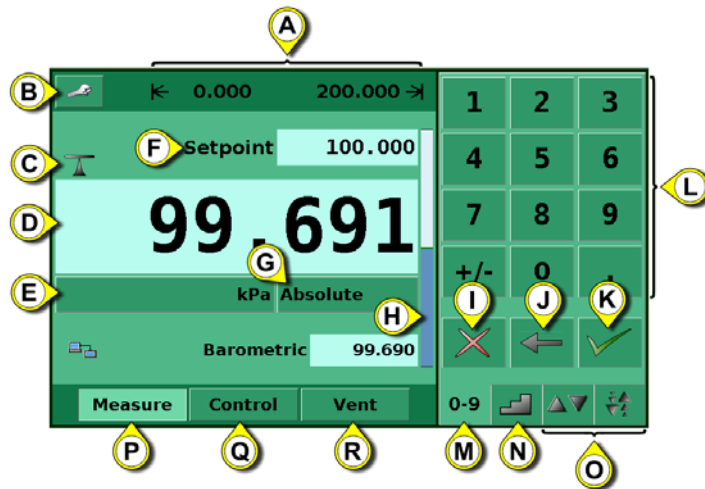 A
B
0.000 200.000
1 2 3
F Setpoint 100.000
C
4 5 6
L
D
99.691
7 8 9
G
E
kPa Absolute
+/- 0 .
H
I J K
Barometric 99.690
Measure Control Vent
0-9
P Q R M N O